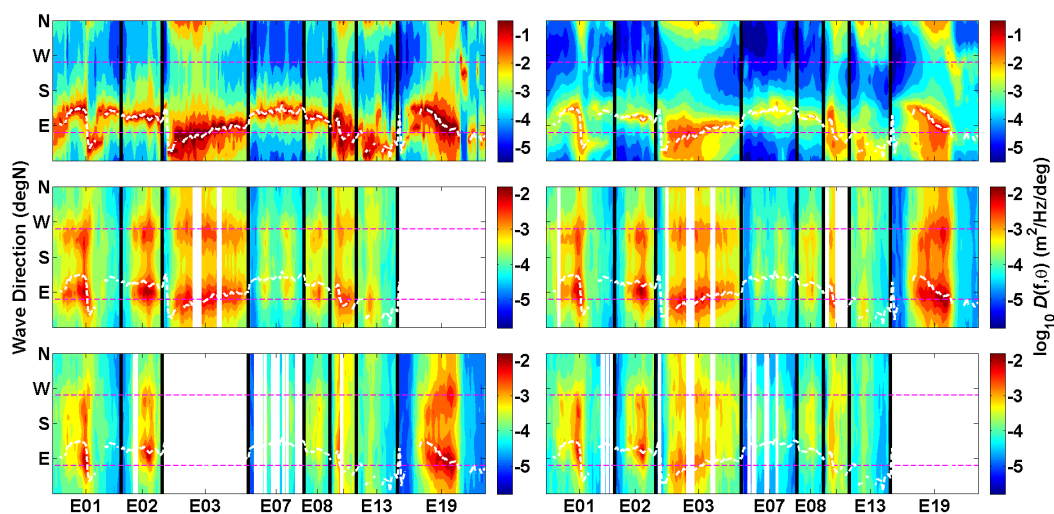 N
W
S
E
-1
-2
-3
-4
-5
-1
-2
-3
-4
-5
Wave Direction (degN)
N
W
S
E
-2
-3
-4
-5
-2
-3
-4
-5
log10 D(f,θ) (m²/Hz/deg)
N
W
S
E
-2
-3
-4
-5
-2
-3
-4
-5
E01 E02 E03 E07 E08 E13 E19
E01 E02 E03 E07 E08 E13 E19